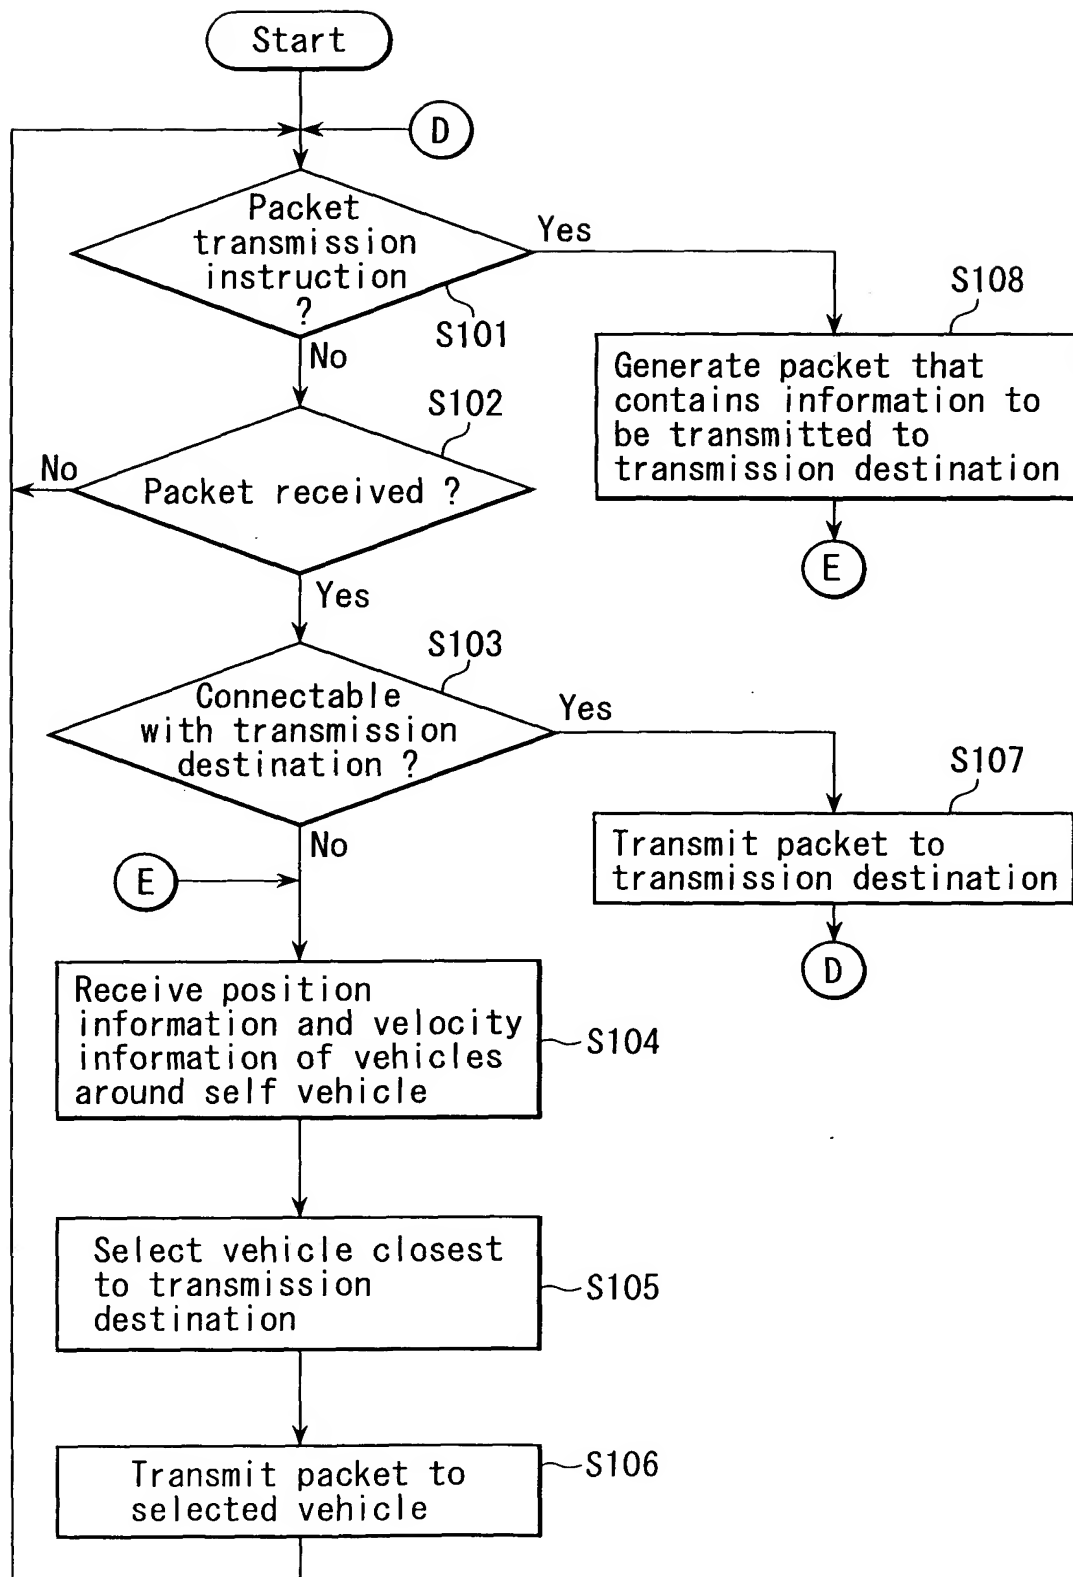 Start
D
Packet
transmission
instruction
?
Yes
S101
No
S108
Generate packet that
contains information to
be transmitted to
transmission destination
E
S102
No
Packet received ?
Yes
S103
Connectable
with transmission
destination ?
Yes
No
S107
Transmit packet to
transmission destination
D
E
Receive position
information and velocity
information of vehicles
around self vehicle
S104
Select vehicle closest
to transmission
destination
S105
Transmit packet to
selected vehicle
S106